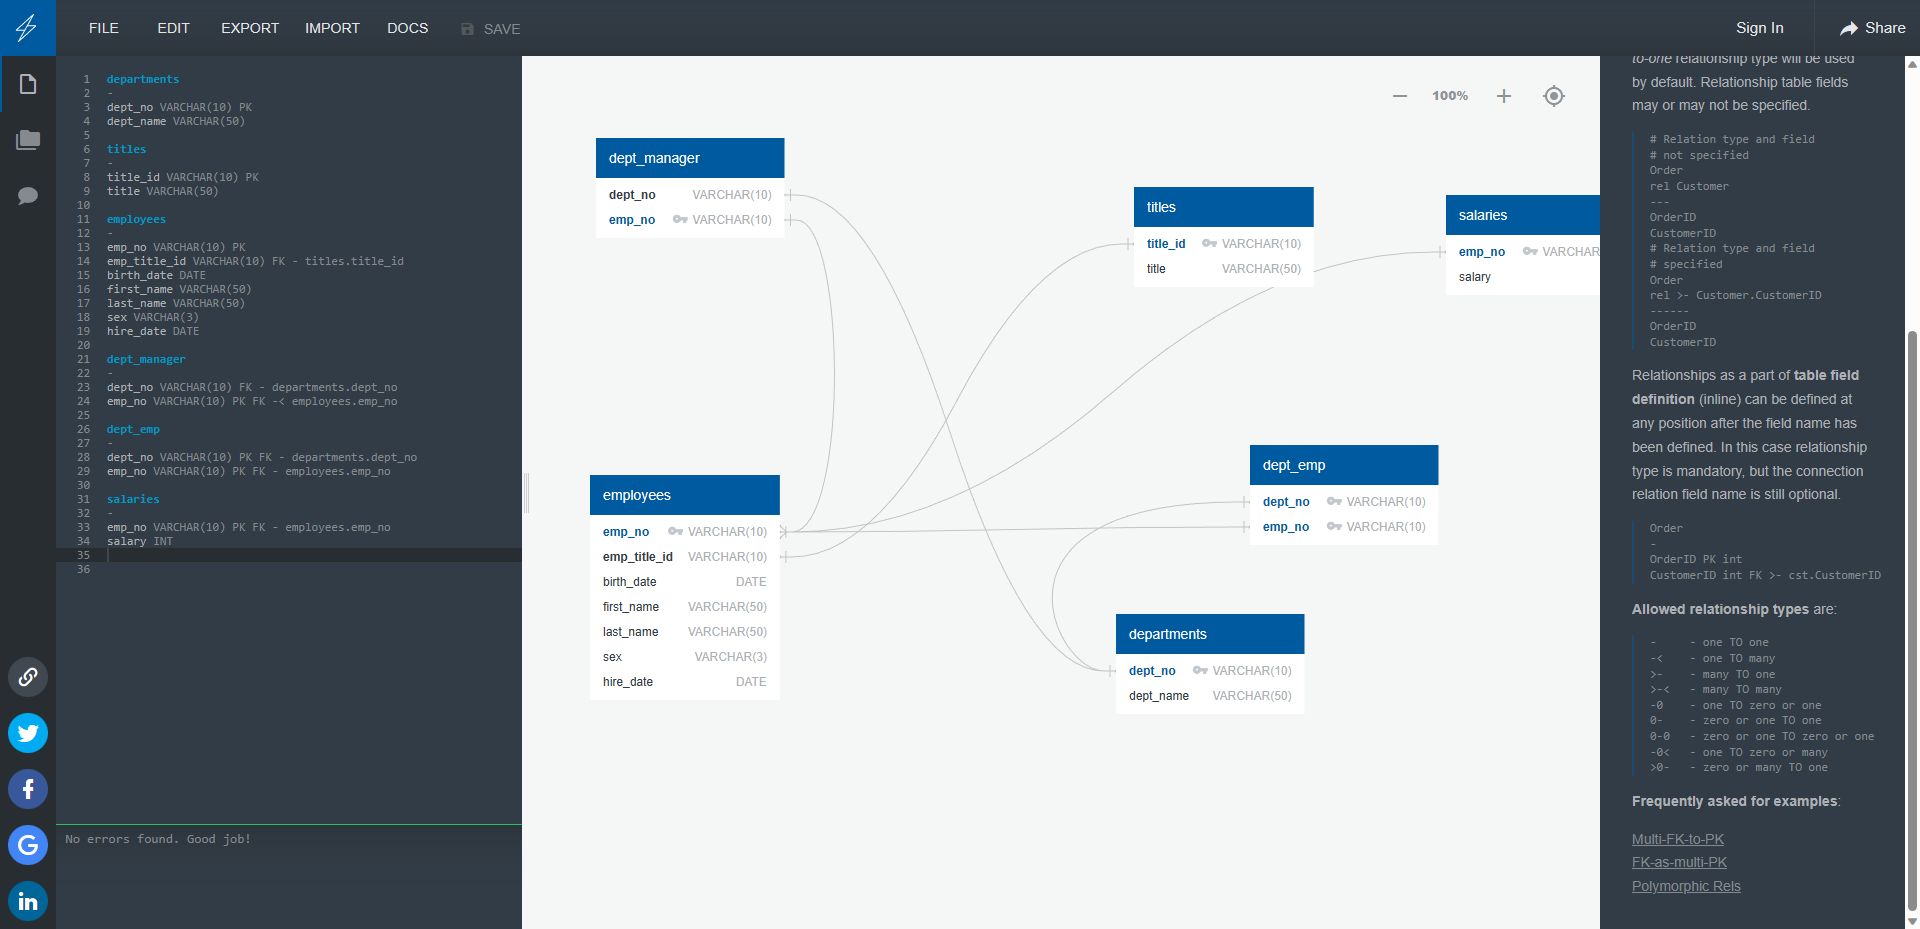 FILE EDIT EXPORT IMPORT DOCS SAVE Sign In Share
1 departments
2 -
3 dept_no VARCHAR(10) PK
4 dept_name VARCHAR(50)
5
6 titles
7 -
8 title_id VARCHAR(10) PK
9 title VARCHAR(50)
10
11 employees
12 -
13 emp_no VARCHAR(10) PK
14 emp_title_id VARCHAR(10) FK - titles.title_id
15 birth_date DATE
16 first_name VARCHAR(50)
17 last_name VARCHAR(50)
18 sex VARCHAR(3)
19 hire_date DATE
20
21 dept_manager
22 -
23 dept_no VARCHAR(10) FK - departments.dept_no
24 emp_no VARCHAR(10) PK FK -< employees.emp_no
25
26 dept_emp
27 -
28 dept_no VARCHAR(10) PK FK - departments.dept_no
29 emp_no VARCHAR(10) PK FK - employees.emp_no
30
31 salaries
32 -
33 emp_no VARCHAR(10) PK FK - employees.emp_no
34 salary INT
35
36
No errors found. Good job!
100%
dept_manager
dept_no VARCHAR(10)
emp_no VARCHAR(10)
titles
title_id VARCHAR(10)
title VARCHAR(50)
salaries
emp_no VARCHAR
salary
employees
emp_no VARCHAR(10)
emp_title_id VARCHAR(10)
birth_date DATE
first_name VARCHAR(50)
last_name VARCHAR(50)
sex VARCHAR(3)
hire_date DATE
dept_emp
dept_no VARCHAR(10)
emp_no VARCHAR(10)
departments
dept_no VARCHAR(10)
dept_name VARCHAR(50)
to-one relationship type will be used
by default. Relationship table fields
may or may not be specified.
# Relation type and field
# not specified
Order
rel Customer
---
OrderID
CustomerID
# Relation type and field
# specified
Order
rel >- Customer.CustomerID
------
OrderID
CustomerID
Relationships as a part of table field
definition (inline) can be defined at
any position after the field name has
been defined. In this case relationship
type is mandatory, but the connection
relation field name is still optional.
Order
-
OrderID PK int
CustomerID int FK >- cst.CustomerID
Allowed relationship types are:
- - one TO one
-< - one TO many
>- - many TO one
>-< - many TO many
-0 - one TO zero or one
0- - zero or one TO one
0-0 - zero or one TO zero or one
-0< - one TO zero or many
>0- - zero or many TO one
Frequently asked for examples:
Multi-FK-to-PK
FK-as-multi-PK
Polymorphic Rels